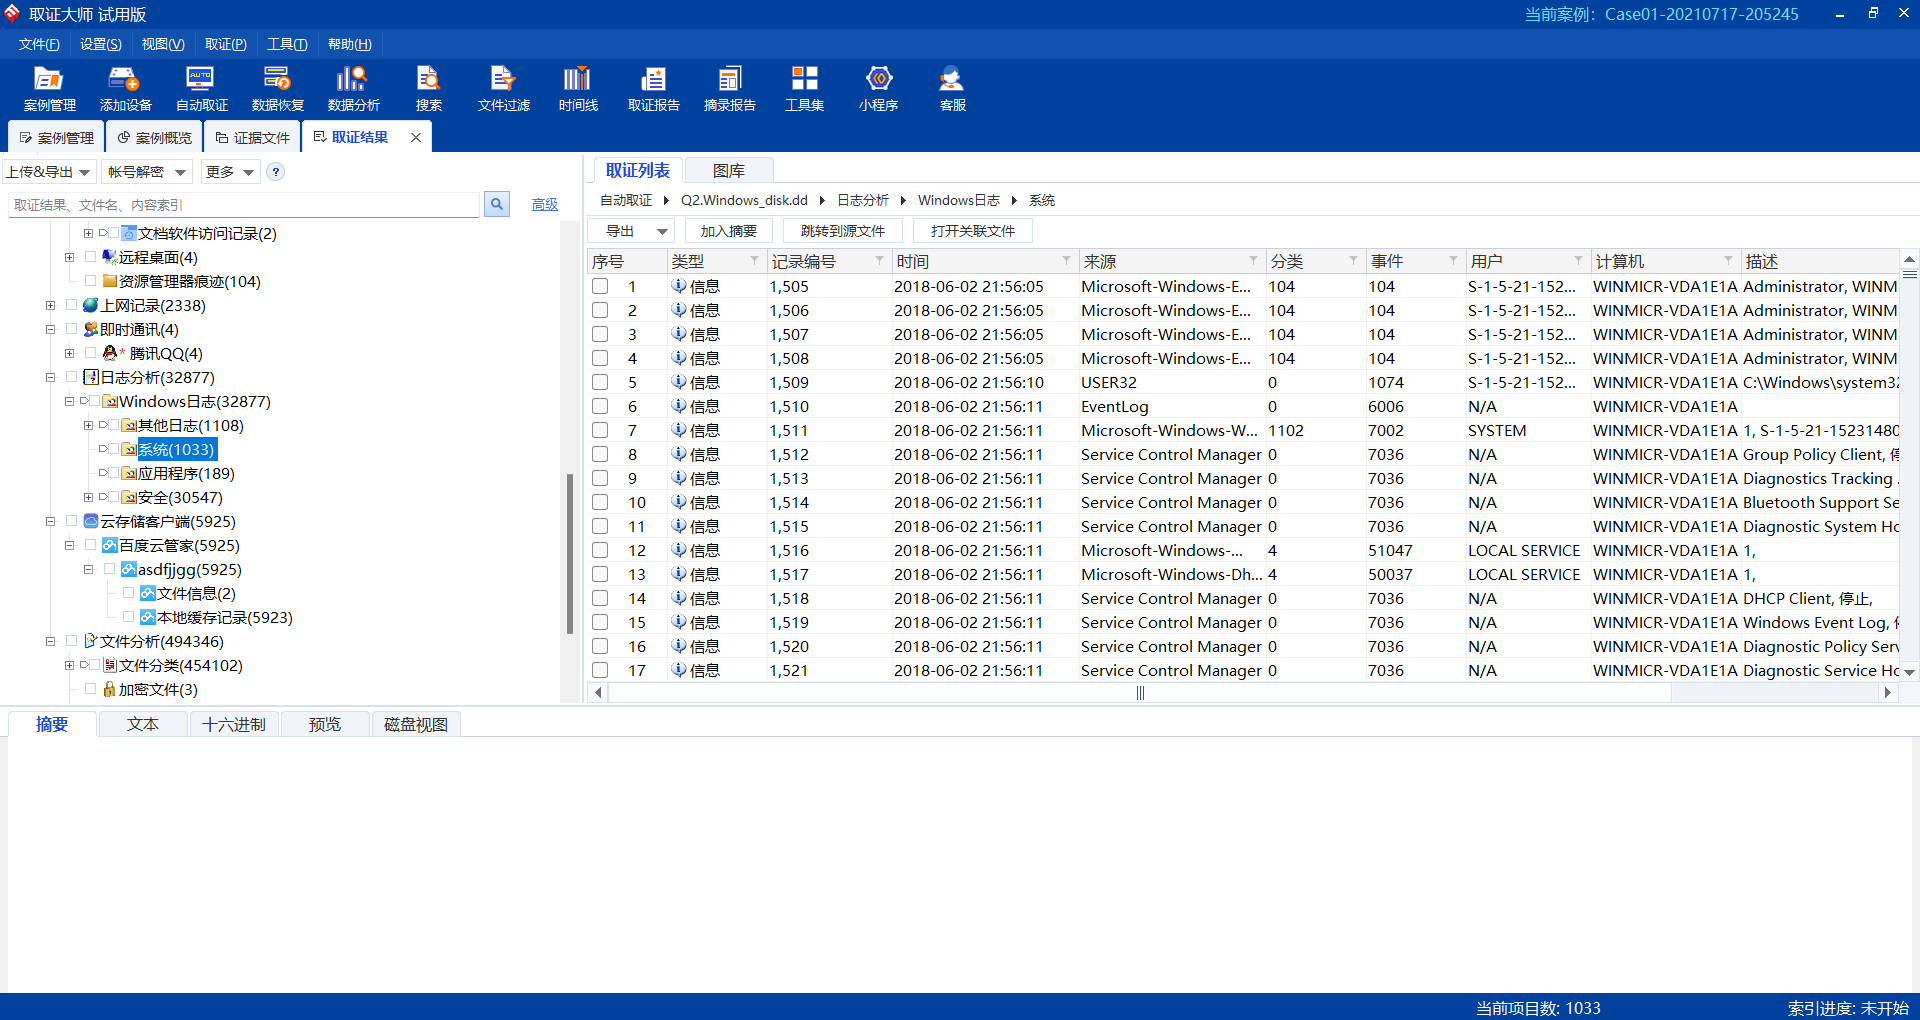 取证大师 试用版
当前案例: Case01-20210717-205245
文件(F) 设置(S) 视图(V) 取证(P) 工具(T) 帮助(H)
案例管理 添加设备 自动取证 数据恢复 数据分析 搜索 文件过滤 时间线 取证报告 摘录报告 工具集 小程序 客服
案例管理 案例概览 证据文件 取证结果
上传&导出 帐号解密 更多 ?
取证结果、文件名、内容索引 高级
文档软件访问记录(2)
远程桌面(4)
资源管理器痕迹(104)
上网记录(2338)
即时通讯(4)
* 腾讯QQ(4)
日志分析(32877)
Windows日志(32877)
其他日志(1108)
系统(1033)
应用程序(189)
安全(30547)
云存储客户端(5925)
百度云管家(5925)
asdfjjgg(5925)
文件信息(2)
本地缓存记录(5923)
文件分析(494346)
文件分类(454102)
加密文件(3)
取证列表 图库
自动取证 Q2.Windows_disk.dd 日志分析 Windows日志 系统
导出 加入摘要 跳转到源文件 打开关联文件
序号 类型 记录编号 时间 来源 分类 事件 用户 计算机 描述
1 信息 1,505 2018-06-02 21:56:05 Microsoft-Windows-E... 104 104 S-1-5-21-152... WINMICR-VDA1E1A Administrator, WINM
2 信息 1,506 2018-06-02 21:56:05 Microsoft-Windows-E... 104 104 S-1-5-21-152... WINMICR-VDA1E1A Administrator, WINM
3 信息 1,507 2018-06-02 21:56:05 Microsoft-Windows-E... 104 104 S-1-5-21-152... WINMICR-VDA1E1A Administrator, WINM
4 信息 1,508 2018-06-02 21:56:05 Microsoft-Windows-E... 104 104 S-1-5-21-152... WINMICR-VDA1E1A Administrator, WINM
5 信息 1,509 2018-06-02 21:56:10 USER32 0 1074 S-1-5-21-152... WINMICR-VDA1E1A C:\Windows\system32
6 信息 1,510 2018-06-02 21:56:11 EventLog 0 6006 N/A WINMICR-VDA1E1A
7 信息 1,511 2018-06-02 21:56:11 Microsoft-Windows-W... 1102 7002 SYSTEM WINMICR-VDA1E1A 1, S-1-5-21-15231480
8 信息 1,512 2018-06-02 21:56:11 Service Control Manager 0 7036 N/A WINMICR-VDA1E1A Group Policy Client,
9 信息 1,513 2018-06-02 21:56:11 Service Control Manager 0 7036 N/A WINMICR-VDA1E1A Diagnostics Tracking
10 信息 1,514 2018-06-02 21:56:11 Service Control Manager 0 7036 N/A WINMICR-VDA1E1A Bluetooth Support Se
11 信息 1,515 2018-06-02 21:56:11 Service Control Manager 0 7036 N/A WINMICR-VDA1E1A Diagnostic System Ho
12 信息 1,516 2018-06-02 21:56:11 Microsoft-Windows-... 4 51047 LOCAL SERVICE WINMICR-VDA1E1A 1,
13 信息 1,517 2018-06-02 21:56:11 Microsoft-Windows-Dh... 4 50037 LOCAL SERVICE WINMICR-VDA1E1A 1,
14 信息 1,518 2018-06-02 21:56:11 Service Control Manager 0 7036 N/A WINMICR-VDA1E1A DHCP Client, 停止,
15 信息 1,519 2018-06-02 21:56:11 Service Control Manager 0 7036 N/A WINMICR-VDA1E1A Windows Event Log,
16 信息 1,520 2018-06-02 21:56:11 Service Control Manager 0 7036 N/A WINMICR-VDA1E1A Diagnostic Policy Serv
17 信息 1,521 2018-06-02 21:56:11 Service Control Manager 0 7036 N/A WINMICR-VDA1E1A Diagnostic Service Ho
摘要 文本 十六进制 预览 磁盘视图
当前项目数: 1033 索引进度: 未开始